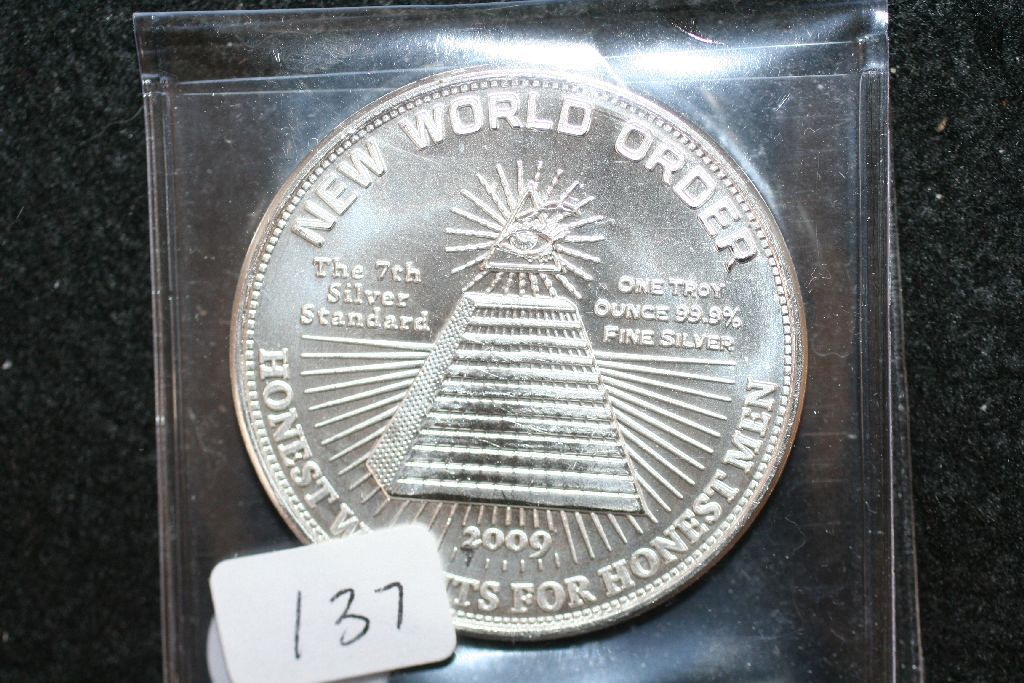 NEW WORLD ORDER
The 7th
Silver
Standard
ONE TROY
OUNCE 99.9%
FINE SILVER
2009
HONEST W TS FOR HONEST MEN
137